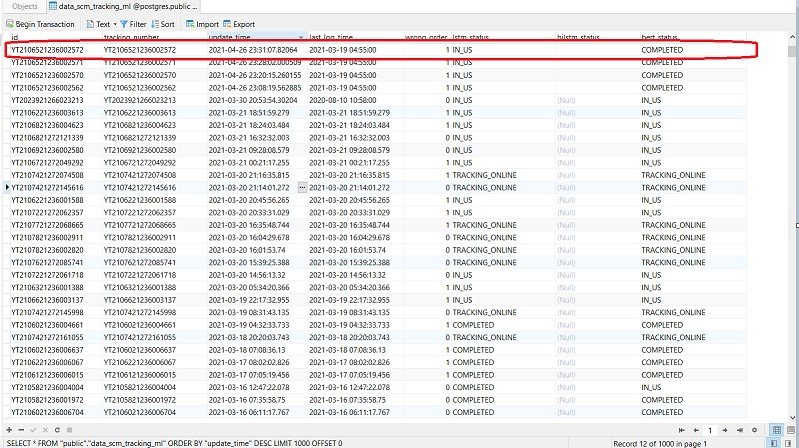 Objects data_scm_tracking_ml @postgres.public ...
Begin Transaction Text Filter Sort Import Export
id tracking_number update_time last_log_time wrong_order lstm_status bilstm_status bert_status
YT2106521236002572 YT2106521236002572 2021-04-26 23:31:07.82064 2021-03-19 04:55:00 1 IN_US COMPLETED
YT2106521236002571 YT2106521236002571 2021-04-26 23:28:02.000509 2021-03-19 04:55:00 1 IN_US COMPLETED
YT2106521236002570 YT2106521236002570 2021-04-26 23:20:15.260155 2021-03-19 04:55:00 1 IN_US COMPLETED
YT2106521236002562 YT2106521236002562 2021-04-26 23:08:19.562885 2021-03-19 04:55:00 1 IN_US COMPLETED
YT2023921266023213 YT2023921266023213 2021-03-30 20:53:54.30204 2020-08-10 10:58:00 0 IN_US (Null) IN_US
YT2106221236003613 YT2106221236003613 2021-03-21 18:51:59.279 2021-03-21 18:51:59.279 1 IN_US (Null) IN_US
YT2106821236004623 YT2106821236004623 2021-03-21 18:24:03.484 2021-03-21 18:24:03.484 1 IN_US (Null) IN_US
YT2106821272121339 YT2106821272121339 2021-03-21 16:32:32.003 2021-03-21 16:32:32.003 0 IN_US (Null) IN_US
YT2106921236002580 YT2106921236002580 2021-03-21 09:28:08.579 2021-03-21 09:28:08.579 0 IN_US (Null) IN_US
YT2106721272049292 YT2106721272049292 2021-03-21 00:21:17.255 2021-03-21 00:21:17.255 1 IN_US (Null) IN_US
YT2107421272074508 YT2107421272074508 2021-03-20 21:16:35.815 2021-03-20 21:16:35.815 1 TRACKING_ONLINE (Null) TRACKING_ONLINE
YT2107421272145616 YT2107421272145616 2021-03-20 21:14:01.272 ... 2021-03-20 21:14:01.272 0 TRACKING_ONLINE (Null) TRACKING_ONLINE
YT2106221236001588 YT2106221236001588 2021-03-20 20:45:56.265 2021-03-20 20:45:56.265 1 IN_US (Null) IN_US
YT2107221272062357 YT2107221272062357 2021-03-20 20:33:31.029 2021-03-20 20:33:31.029 1 IN_US (Null) IN_US
YT2107721272068665 YT2107721272068665 2021-03-20 16:35:48.744 2021-03-20 16:35:48.744 1 TRACKING_ONLINE (Null) TRACKING_ONLINE
YT2107821236002911 YT2107821236002911 2021-03-20 16:04:29.678 2021-03-20 16:04:29.678 0 TRACKING_ONLINE (Null) TRACKING_ONLINE
YT2107821236002820 YT2107821236002820 2021-03-20 16:01:53.74 2021-03-20 16:01:53.74 0 TRACKING_ONLINE (Null) TRACKING_ONLINE
YT2107621272085741 YT2107621272085741 2021-03-20 15:39:25.388 2021-03-20 15:39:25.388 0 TRACKING_ONLINE (Null) TRACKING_ONLINE
YT2107221272061718 YT2107221272061718 2021-03-20 14:56:13.32 2021-03-20 14:56:13.32 0 IN_US (Null) IN_US
YT2106321236001388 YT2106321236001388 2021-03-20 05:34:20.366 2021-03-20 05:34:20.366 1 IN_US (Null) IN_US
YT2106621236003137 YT2106621236003137 2021-03-19 22:17:32.955 2021-03-19 22:17:32.955 1 IN_US (Null) IN_US
YT2107421272145998 YT2107421272145998 2021-03-19 08:31:43.135 2021-03-19 08:31:43.135 0 TRACKING_ONLINE (Null) TRACKING_ONLINE
YT2106021236004661 YT2106021236004661 2021-03-19 04:32:33.733 2021-03-19 04:32:33.733 1 COMPLETED (Null) COMPLETED
YT2107421272161055 YT2107421272161055 2021-03-18 20:20:03.743 2021-03-18 20:20:03.743 0 TRACKING_ONLINE (Null) TRACKING_ONLINE
YT2106021236006637 YT2106021236006637 2021-03-18 07:08:36.13 2021-03-18 07:08:36.13 1 COMPLETED (Null) COMPLETED
YT2106221236006067 YT2106221236006067 2021-03-17 08:02:02.826 2021-03-17 08:02:02.826 1 COMPLETED (Null) COMPLETED
YT2106121236006015 YT2106121236006015 2021-03-17 07:05:19.456 2021-03-17 07:05:19.456 1 COMPLETED (Null) COMPLETED
YT2105821236004004 YT2105821236004004 2021-03-16 12:47:22.078 2021-03-16 12:47:22.078 0 COMPLETED (Null) IN_US
YT2105821236001972 YT2105821236001972 2021-03-16 07:35:58.75 2021-03-16 07:35:58.75 0 COMPLETED (Null) COMPLETED
YT2106021236006704 YT2106021236006704 2021-03-16 06:11:17.767 2021-03-16 06:11:17.767 0 COMPLETED (Null) COMPLETED
1
SELECT * FROM "public"."data_scm_tracking_ml" ORDER BY "update_time" DESC LIMIT 1000 OFFSET 0 Record 12 of 1000 in page 1